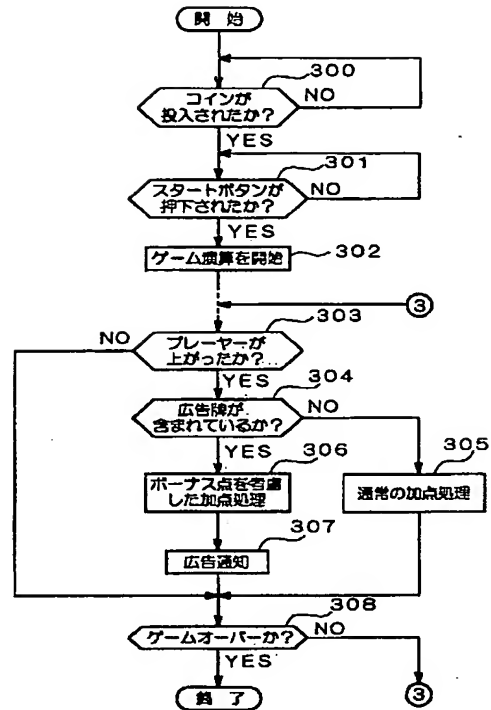 開 始
300
コインが
投入されたか？
NO
YES
301
スタートボタンが
押下されたか？
NO
YES
302
ゲーム演算を開始
③
303
NO
プレーヤーが
上がったか？
YES
304
広告牌が
含まれているか？
NO
YES
306
305
ボーナス点を考慮
した加点処理
通常の加点処理
307
広告通知
308
ゲームオーバーか？
NO
YES
終 了
③